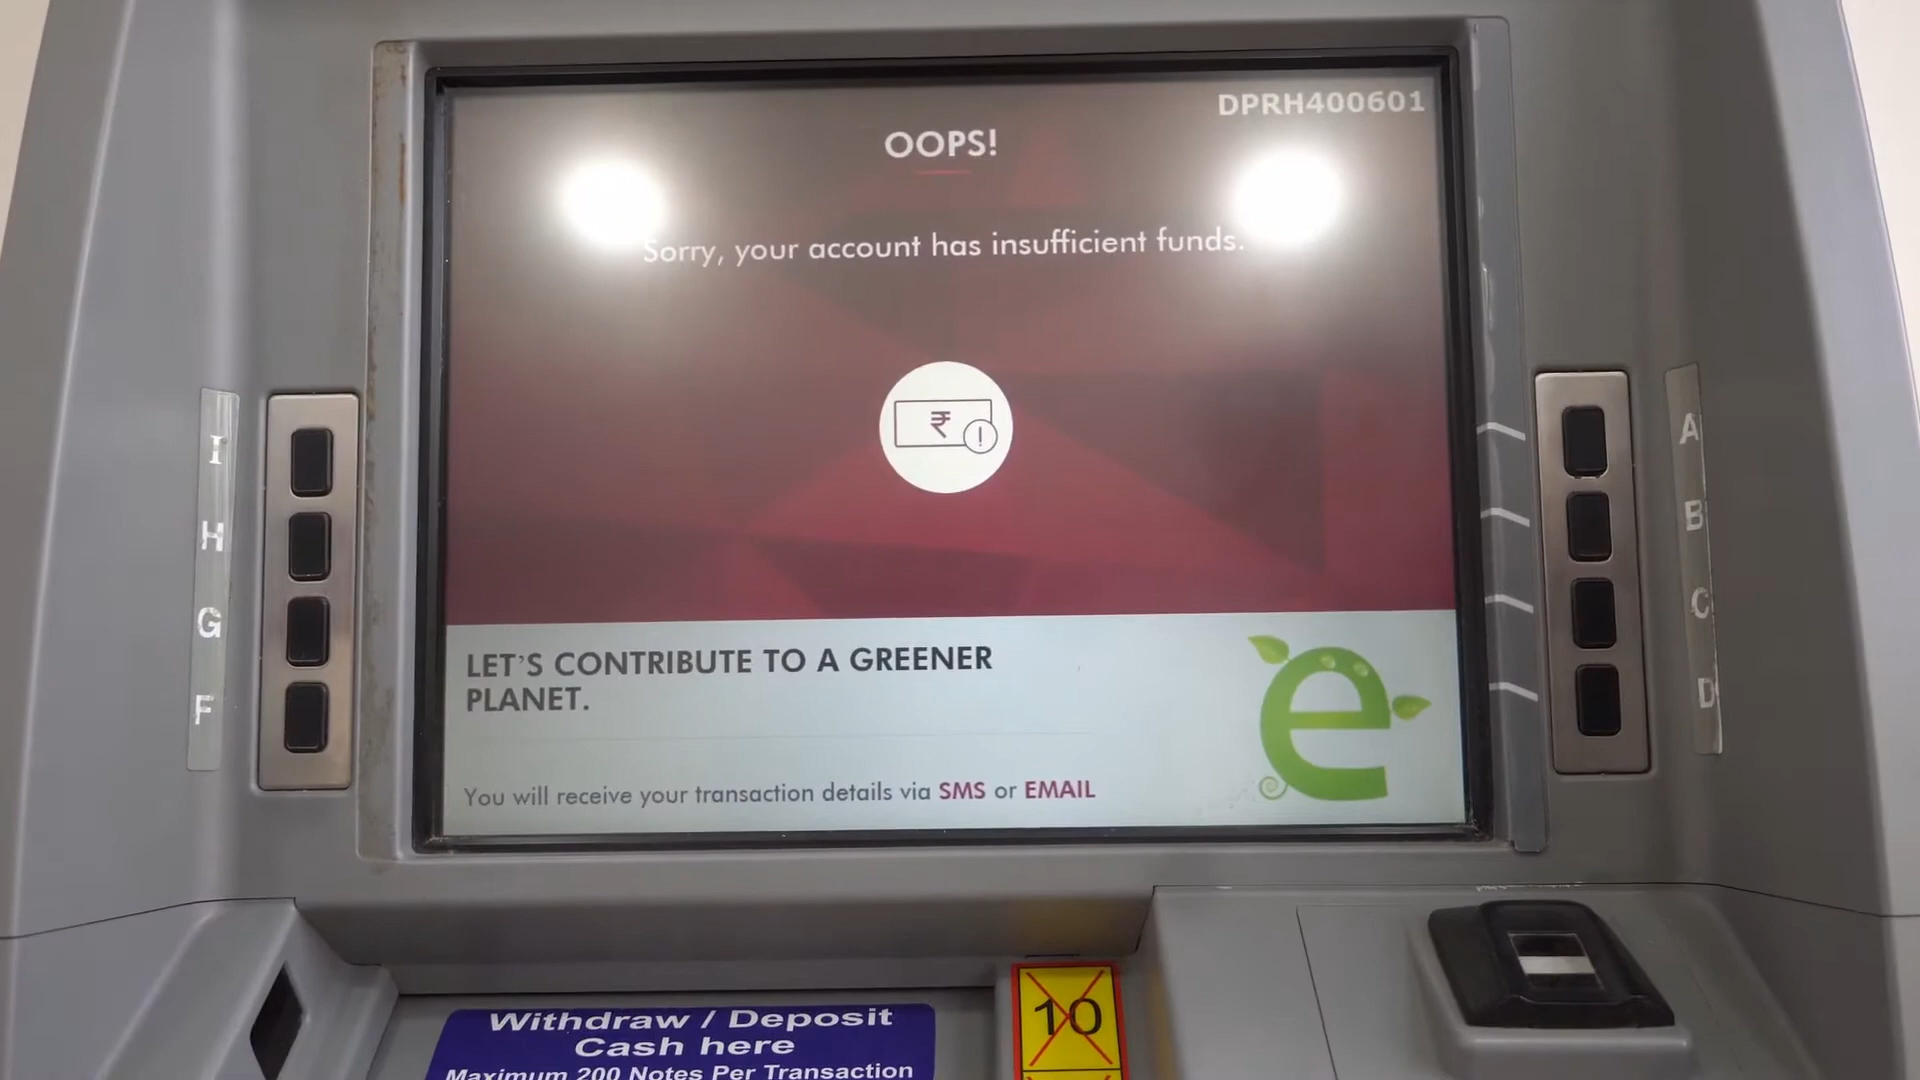 DPRH400601
OOPS!
Sorry, your account has insufficient funds.
₹
!
I
H
G
F
A
B
C
D
LET'S CONTRIBUTE TO A GREENER
PLANET.
e
You will receive your transaction details via SMS or EMAIL
Withdraw / Deposit
Cash here
Maximum 200 Notes Per Transaction
10